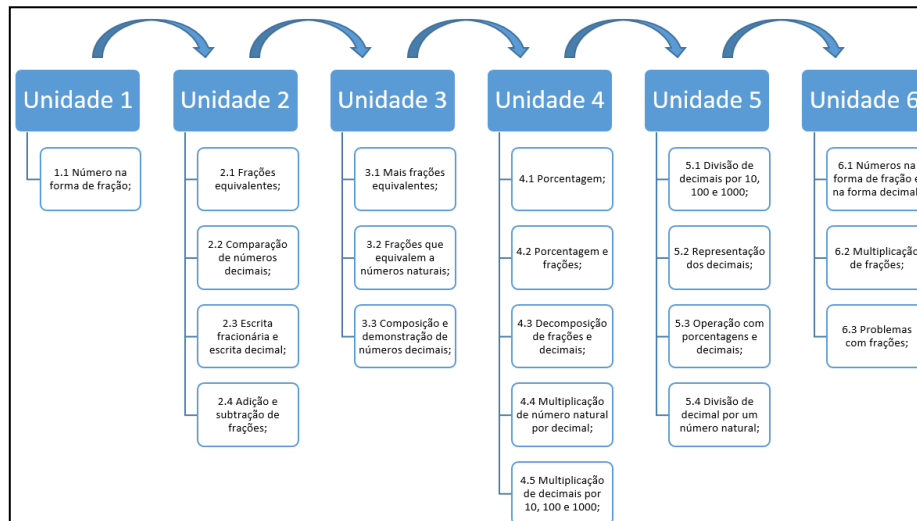 Unidade 1
1.1 Número na
forma de fração;
Unidade 2
2.1 Frações
equivalentes;
2.2 Comparação
de números
decimais;
2.3 Escrita
fracionária e
escrita decimal;
2.4 Adição e
subtração de
frações;
Unidade 3
3.1 Mais frações
equivalentes;
3.2 Frações que
equivalem a
números naturais;
3.3 Composição e
demonstração de
números decimais;
Unidade 4
4.1 Porcentagem;
4.2 Porcentagem e
frações;
4.3 Decomposição
de frações e
decimais;
4.4 Multiplicação
de número natural
por decimal;
4.5 Multiplicação
de decimais por
10, 100 e 1000;
Unidade 5
5.1 Divisão de
decimais por 10,
100 e 1000;
5.2 Representação
dos decimais;
5.3 Operação com
porcentagens e
decimais;
5.4 Divisão de
decimal por um
número natural;
Unidade 6
6.1 Números na
forma de fração e
na forma decimal
6.2 Multiplicação
de frações;
6.3 Problemas
com frações;